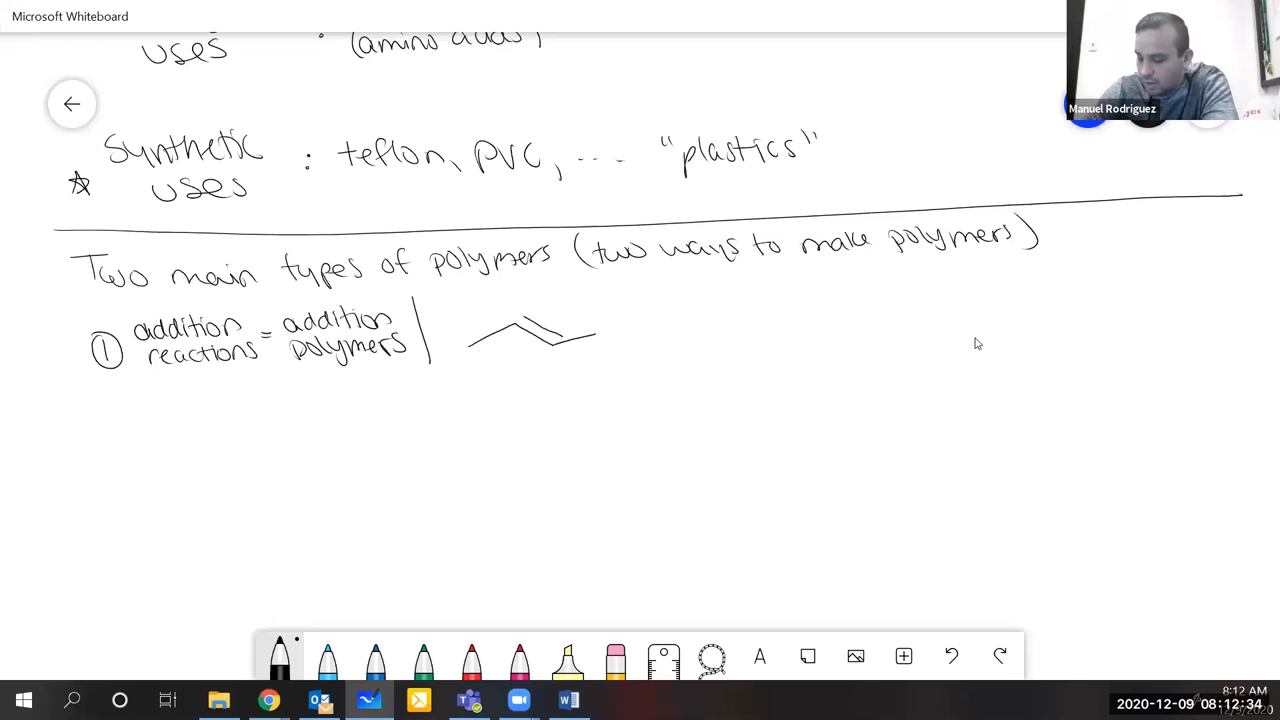 Microsoft Whiteboard
Manuel Rodriguez
uses : (amino acids)
Synthetic uses : teflon, PVC, ... "plastics"
Two main types of polymers (two ways to make polymers)
① addition reactions = addition polymers
A
8:12 AM
2020-12-09 08:12:34